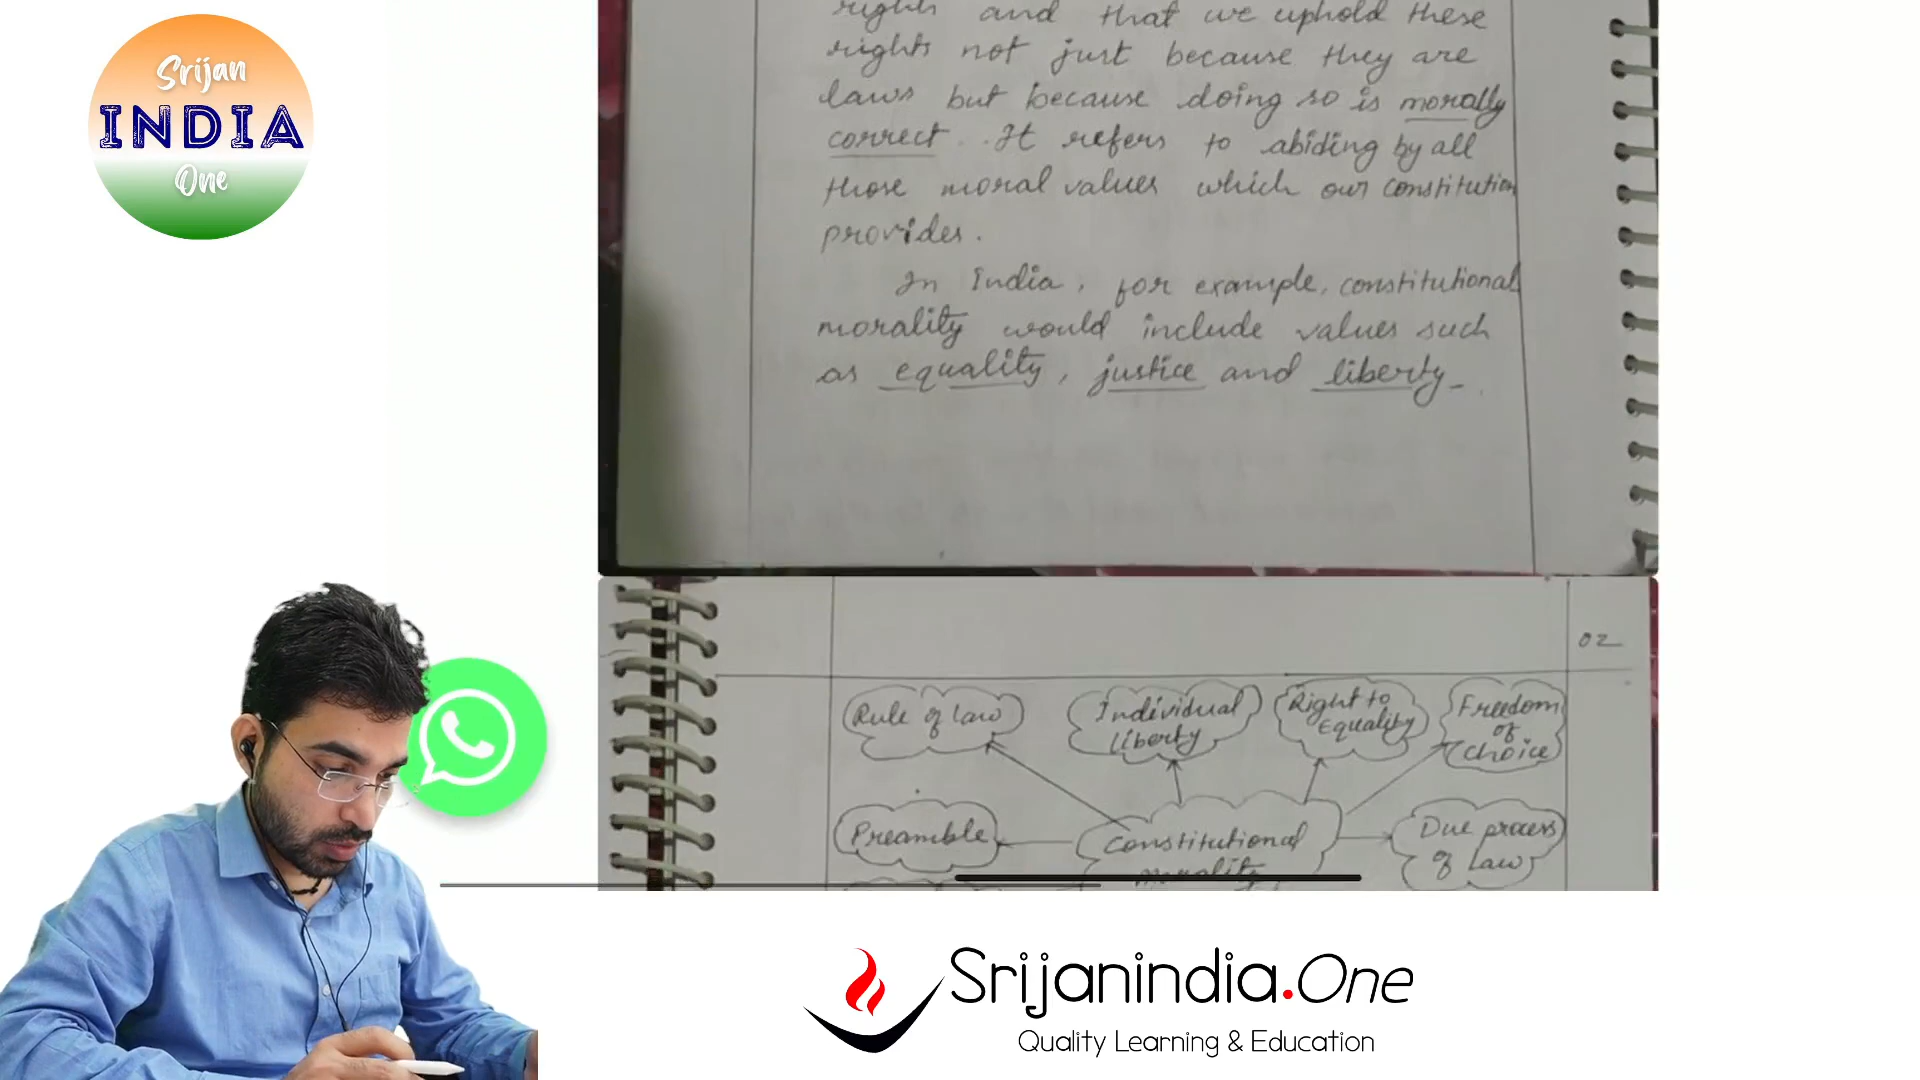 Srijan
INDIA
One
rights and that we uphold these
rights not just because they are
laws but because doing so is morally
correct. It refers to abiding by all
those moral values which our constitution
provides.
In India, for example, constitutional
morality would include values such
as equality, justice and liberty.
02
Rule of law
Individual
liberty
Right to
Equality
Freedom
of
choice
Preamble
Constitutional
morality
Due process
of Law
Srijanindia.One
Quality Learning & Education